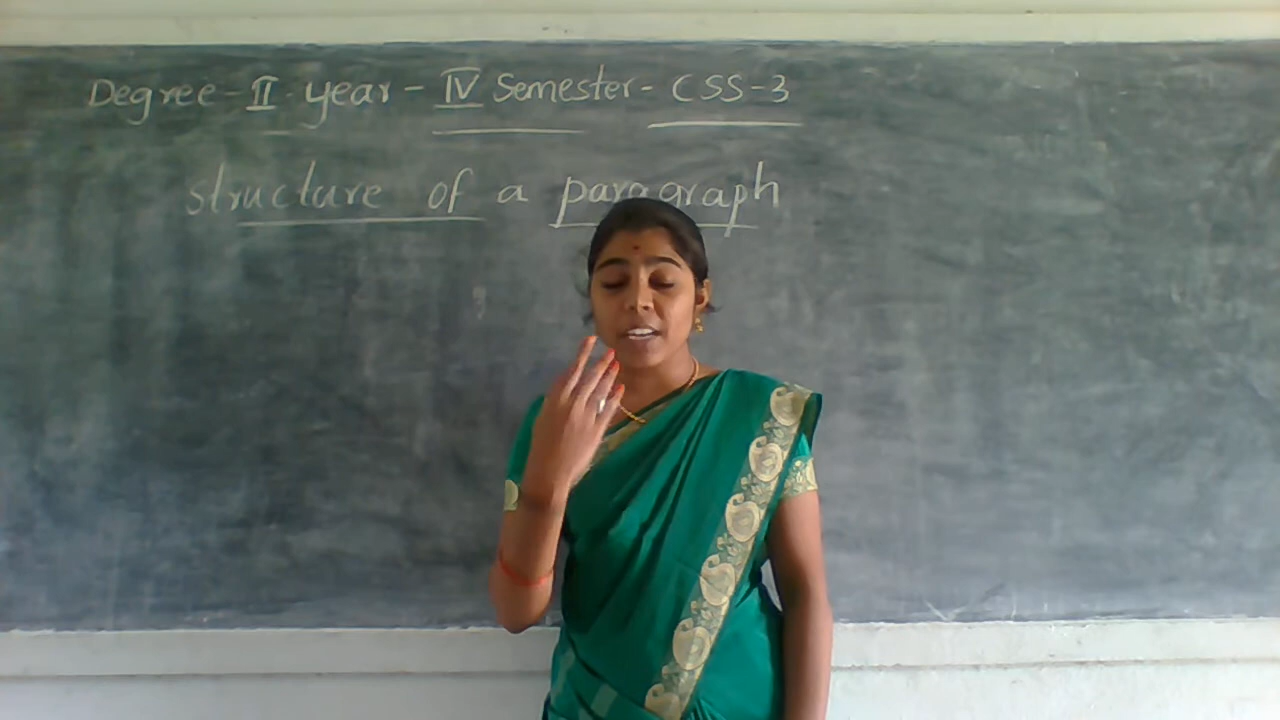 Degree - II year - IV Semester - CSS-3
structure of a paragraph